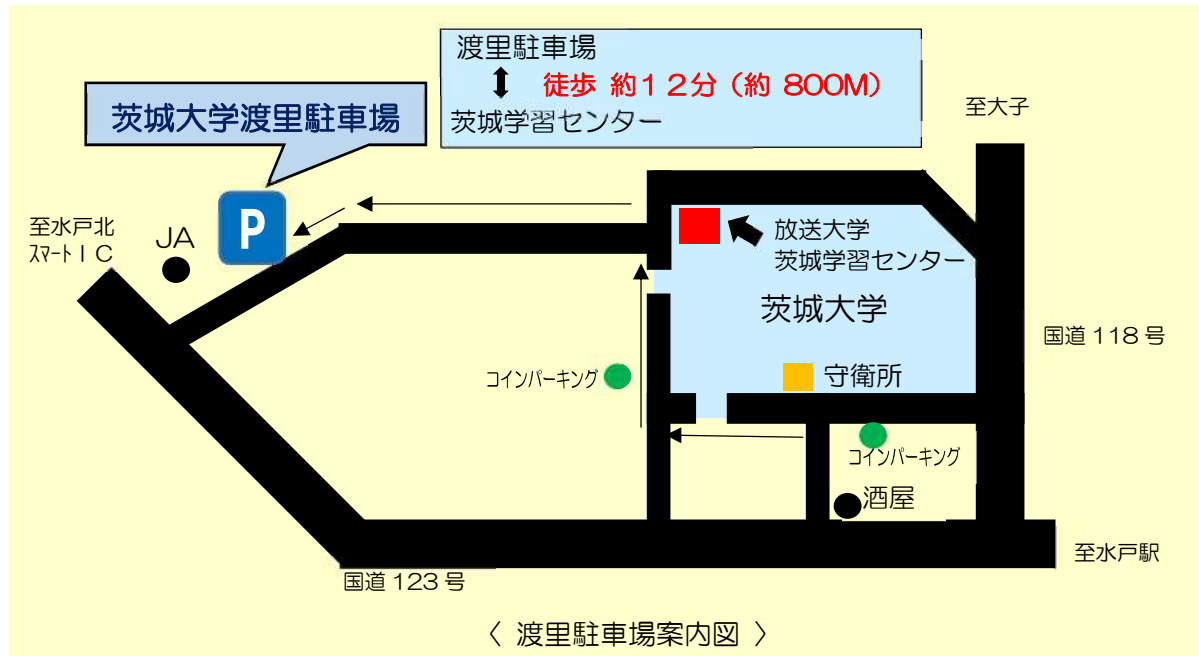 渡里駐車場
徒歩 約１２分（約 800M）
茨城学習センター
茨城大学渡里駐車場
至大子
P
至水戸北
ｽﾏｰﾄＩＣ
JA
放送大学
茨城学習センター
茨城大学
国道 118 号
コインパーキング
守衛所
コインパーキング
酒屋
至水戸駅
国道 123 号
〈 渡里駐車場案内図 〉